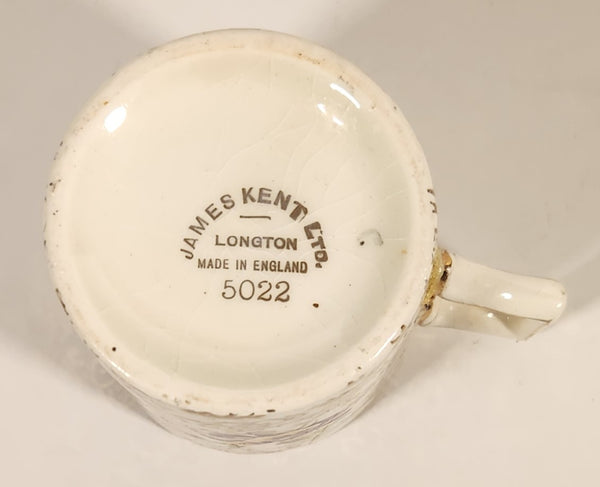 JAMES KENT LTD.
LONGTON
MADE IN ENGLAND
5022